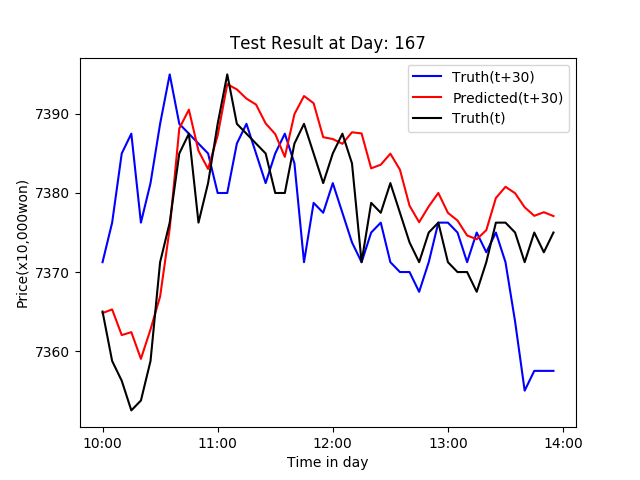 Test Result at Day: 167
Truth(t+30)
Predicted(t+30)
Truth(t)
Price(x10,000won)
7390
7380
7370
7360
10:00 11:00 12:00 13:00 14:00
Time in day